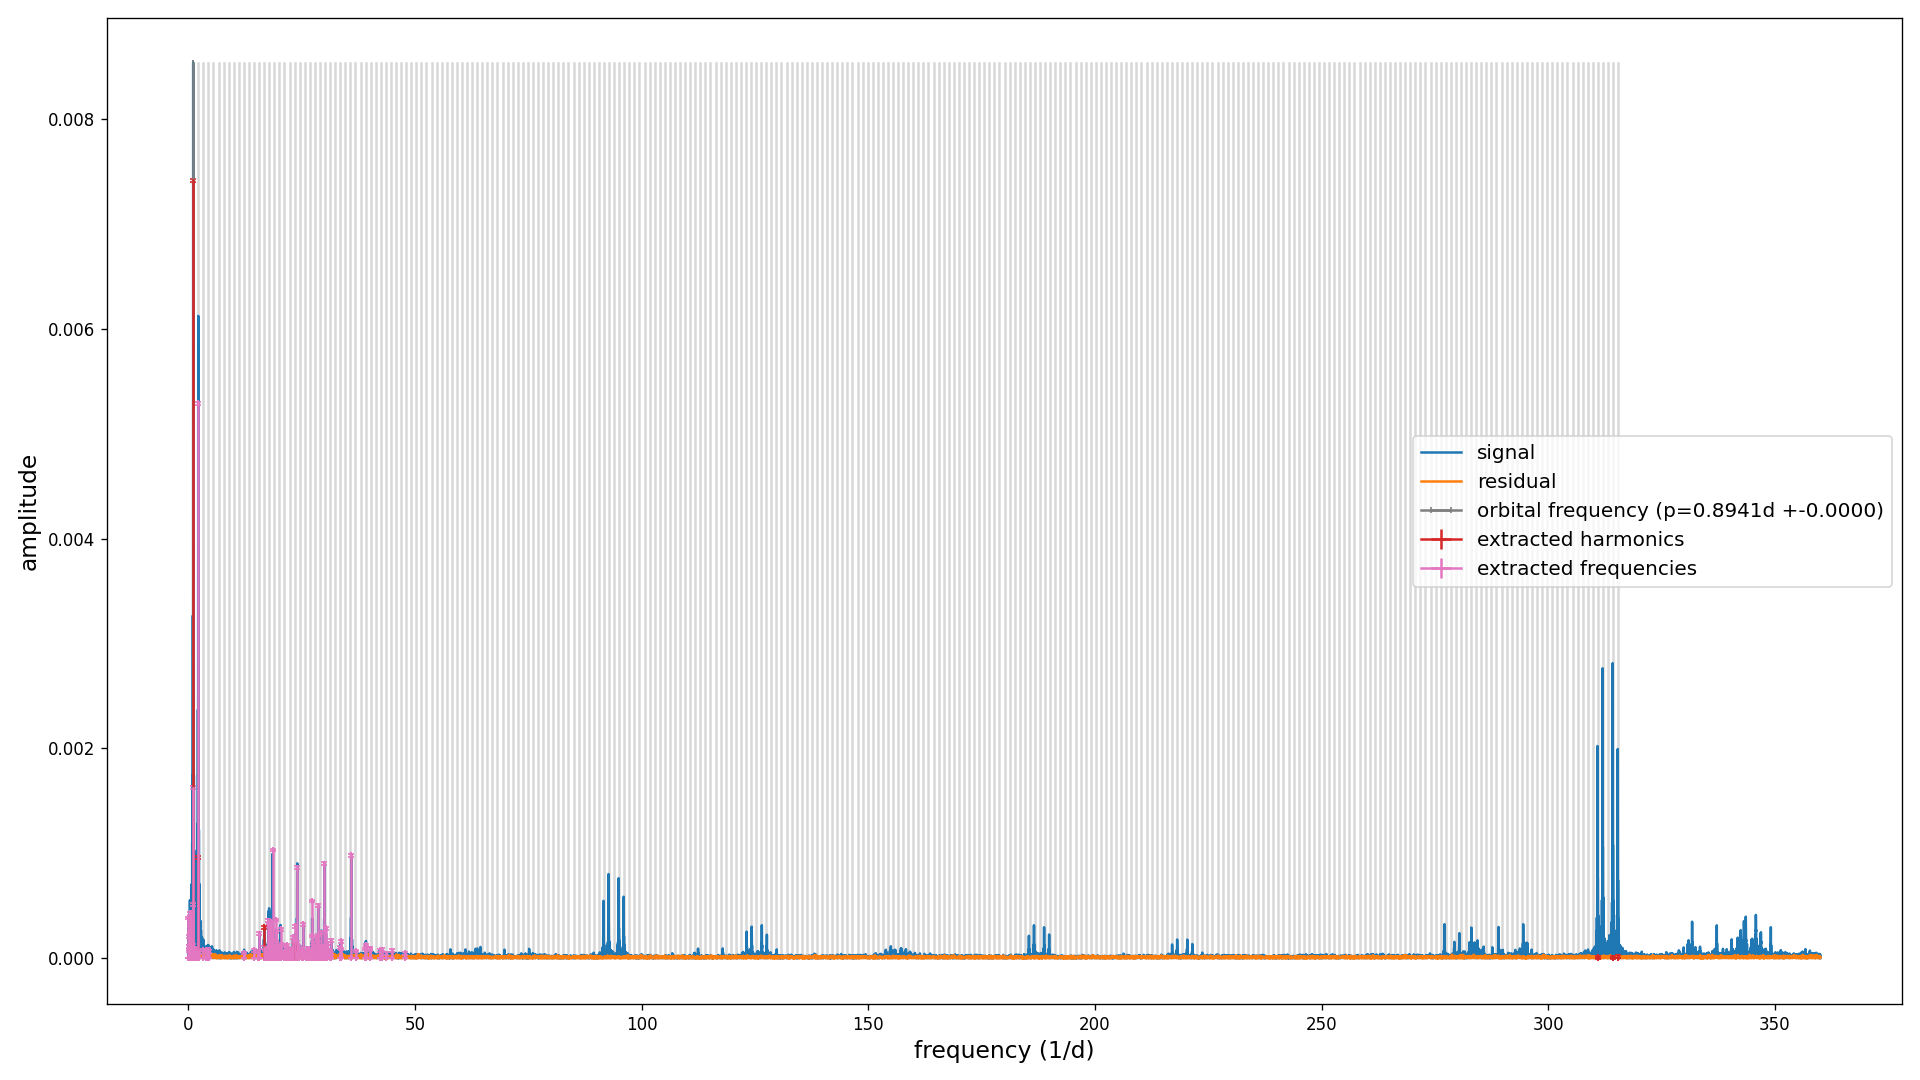 0.008
0.006
0.004
0.002
0.000
amplitude
signal
residual
orbital frequency (p=0.8941d +-0.0000)
extracted harmonics
extracted frequencies
0 50 100 150 200 250 300 350
frequency (1/d)